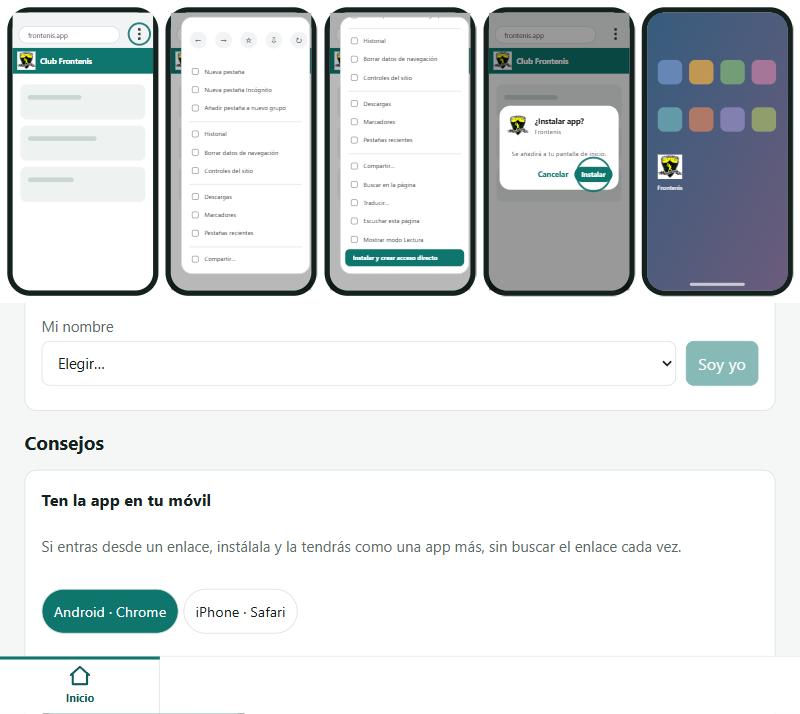 frontenis.app
Club Frontenis
Nueva pestaña
Nueva pestaña Incógnito
Añadir pestaña a nuevo grupo
Historial
Borrar datos de navegación
Controles del sitio
Descargas
Marcadores
Pestañas recientes
Compartir...
Historial
Borrar datos de navegación
Controles del sitio
Descargas
Marcadores
Pestañas recientes
Compartir...
Buscar en la página
Traducir...
Escuchar esta página
Mostrar modo Lectura
Instalar y crear acceso directo
frontenis.app
Club Frontenis
¿Instalar app?
Frontenis
Se añadirá a tu pantalla de inicio.
Cancelar
Instalar
Frontenis
Mi nombre
Elegir...
Soy yo
Consejos
Ten la app en tu móvil
Si entras desde un enlace, instálala y la tendrás como una app más, sin buscar el enlace cada vez.
Android · Chrome
iPhone · Safari
Inicio